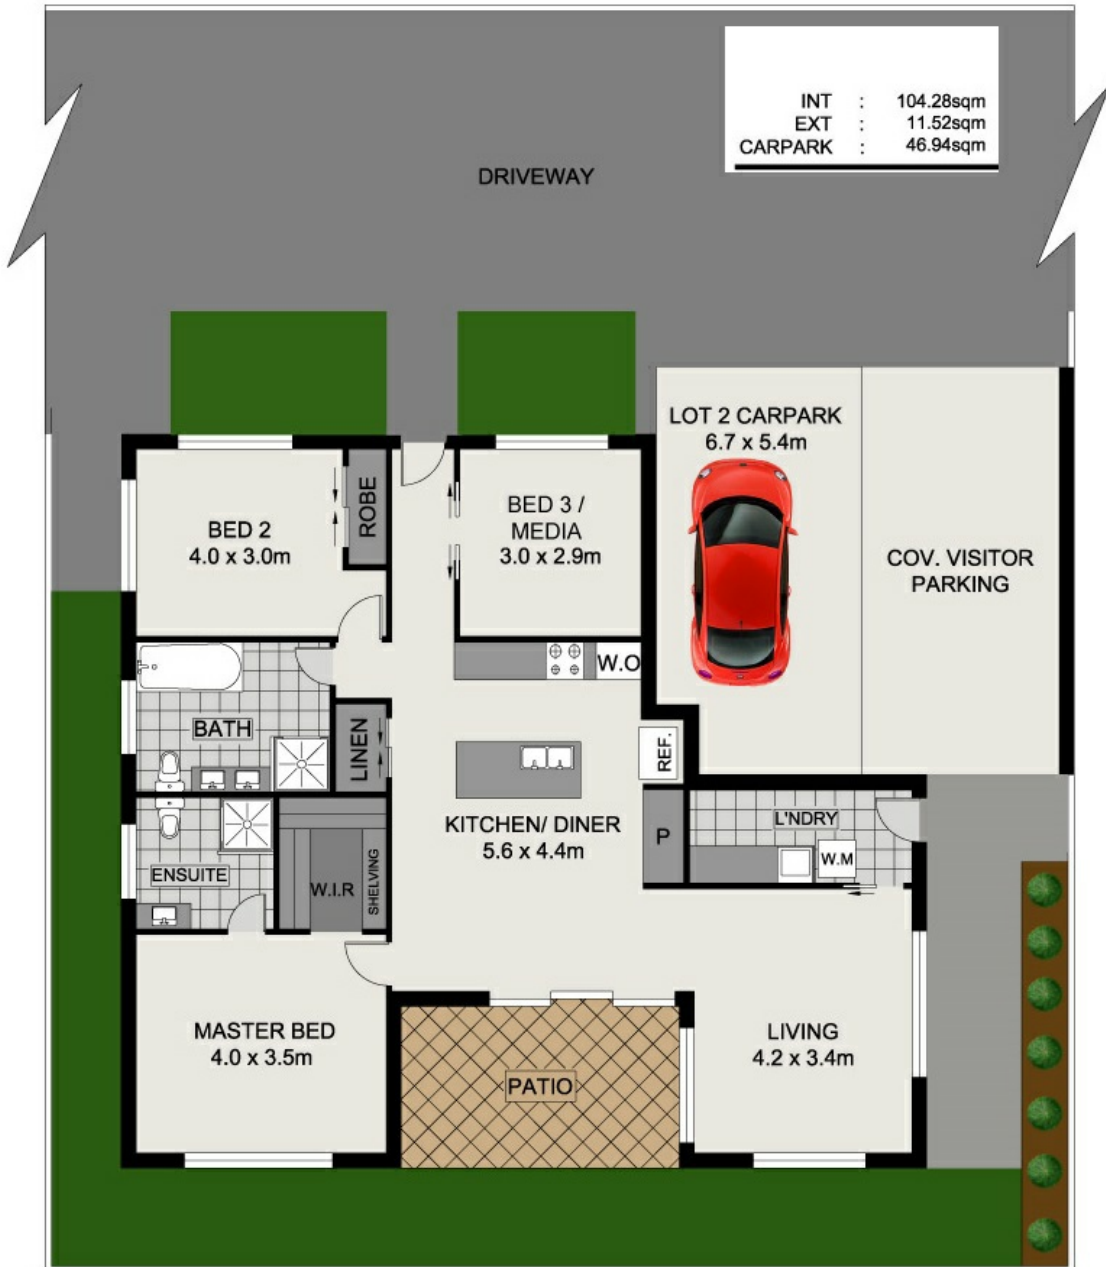 INT : 104.28sqm
EXT : 11.52sqm
CARPARK : 46.94sqm
DRIVEWAY
LOT 2 CARPARK
6.7 x 5.4m
COV. VISITOR
PARKING
BED 2
4.0 x 3.0m
ROBE
BED 3 /
MEDIA
3.0 x 2.9m
W.O
BATH
LINEN
REF.
KITCHEN/ DINER
5.6 x 4.4m
P
L'NDRY
W.M
ENSUITE
W.I.R
SHELVING
MASTER BED
4.0 x 3.5m
PATIO
LIVING
4.2 x 3.4m